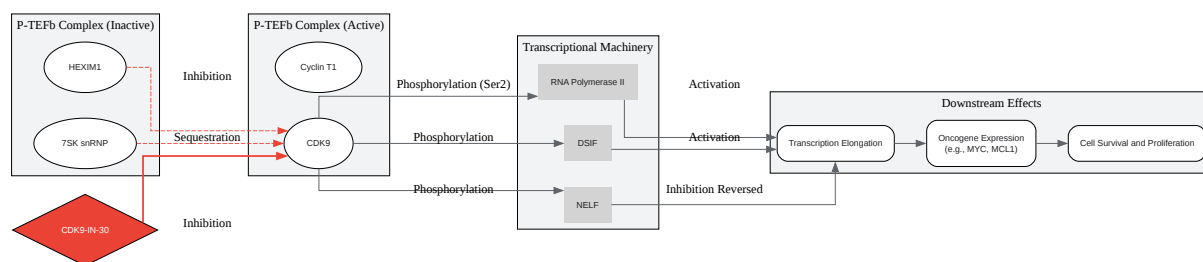 P-TEFb Complex (Inactive)
HEXIM1
7SK snRNP
CDK9-IN-30
Inhibition
Sequestration
Inhibition
P-TEFb Complex (Active)
Cyclin T1
CDK9
Phosphorylation (Ser2)
Phosphorylation
Phosphorylation
Transcriptional Machinery
RNA Polymerase II
DSIF
NELF
Activation
Activation
Inhibition Reversed
Downstream Effects
Transcription Elongation
Oncogene Expression
(e.g., MYC, MCL1)
Cell Survival and Proliferation